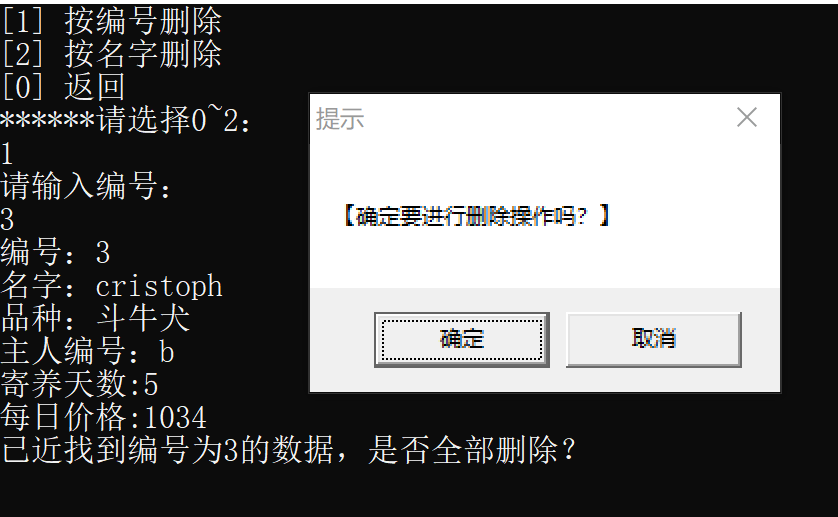 [1] 按编号删除
[2] 按名字删除
[0] 返回
******请选择0~2：
1
请输入编号：
3
编号：3
名字：cristoph
品种：斗牛犬
主人编号：b
寄养天数:5
每日价格:1034
已近找到编号为3的数据，是否全部删除？
提示
【确定要进行删除操作吗？】
确定
取消